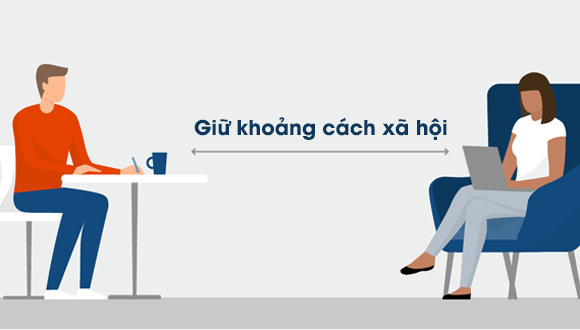 Giữ khoảng cách xã hội